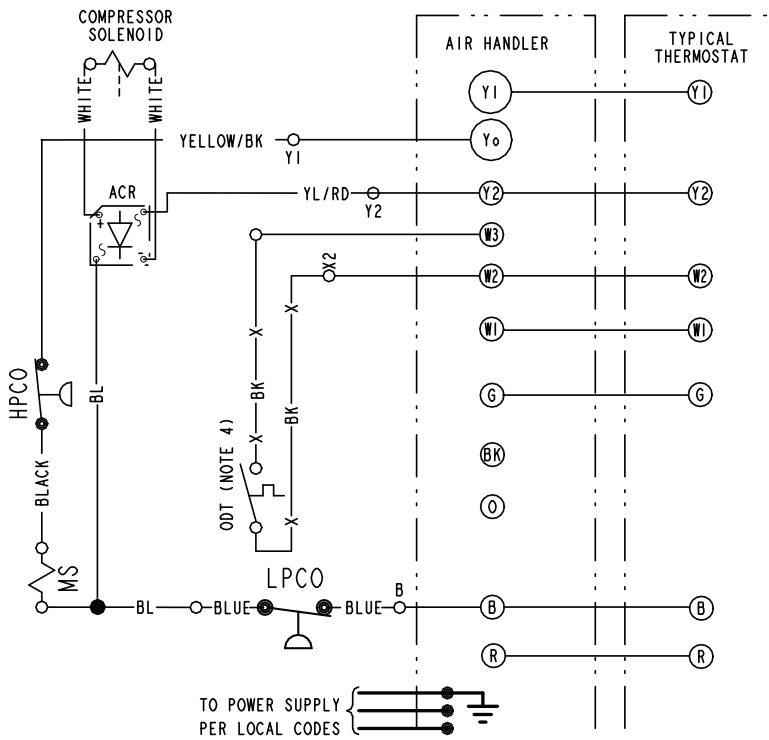 COMPRESSOR
SOLENOID
AIR HANDLER
TYPICAL
THERMOSTAT
WHITE
WHITE
Y1
Y1
YELLOW/BK
Y1
Yo
ACR
YL/RD
Y2
Y2
Y2
S
+
S
-
W3
X2
W2
W2
X
X
W1
W1
HPCO
BL
BK
BK
G
G
X
ODT (NOTE 4)
BK
BLACK
O
X
MS
LPCO
BL
BLUE
BLUE
B
B
B
R
R
TO POWER SUPPLY
PER LOCAL CODES